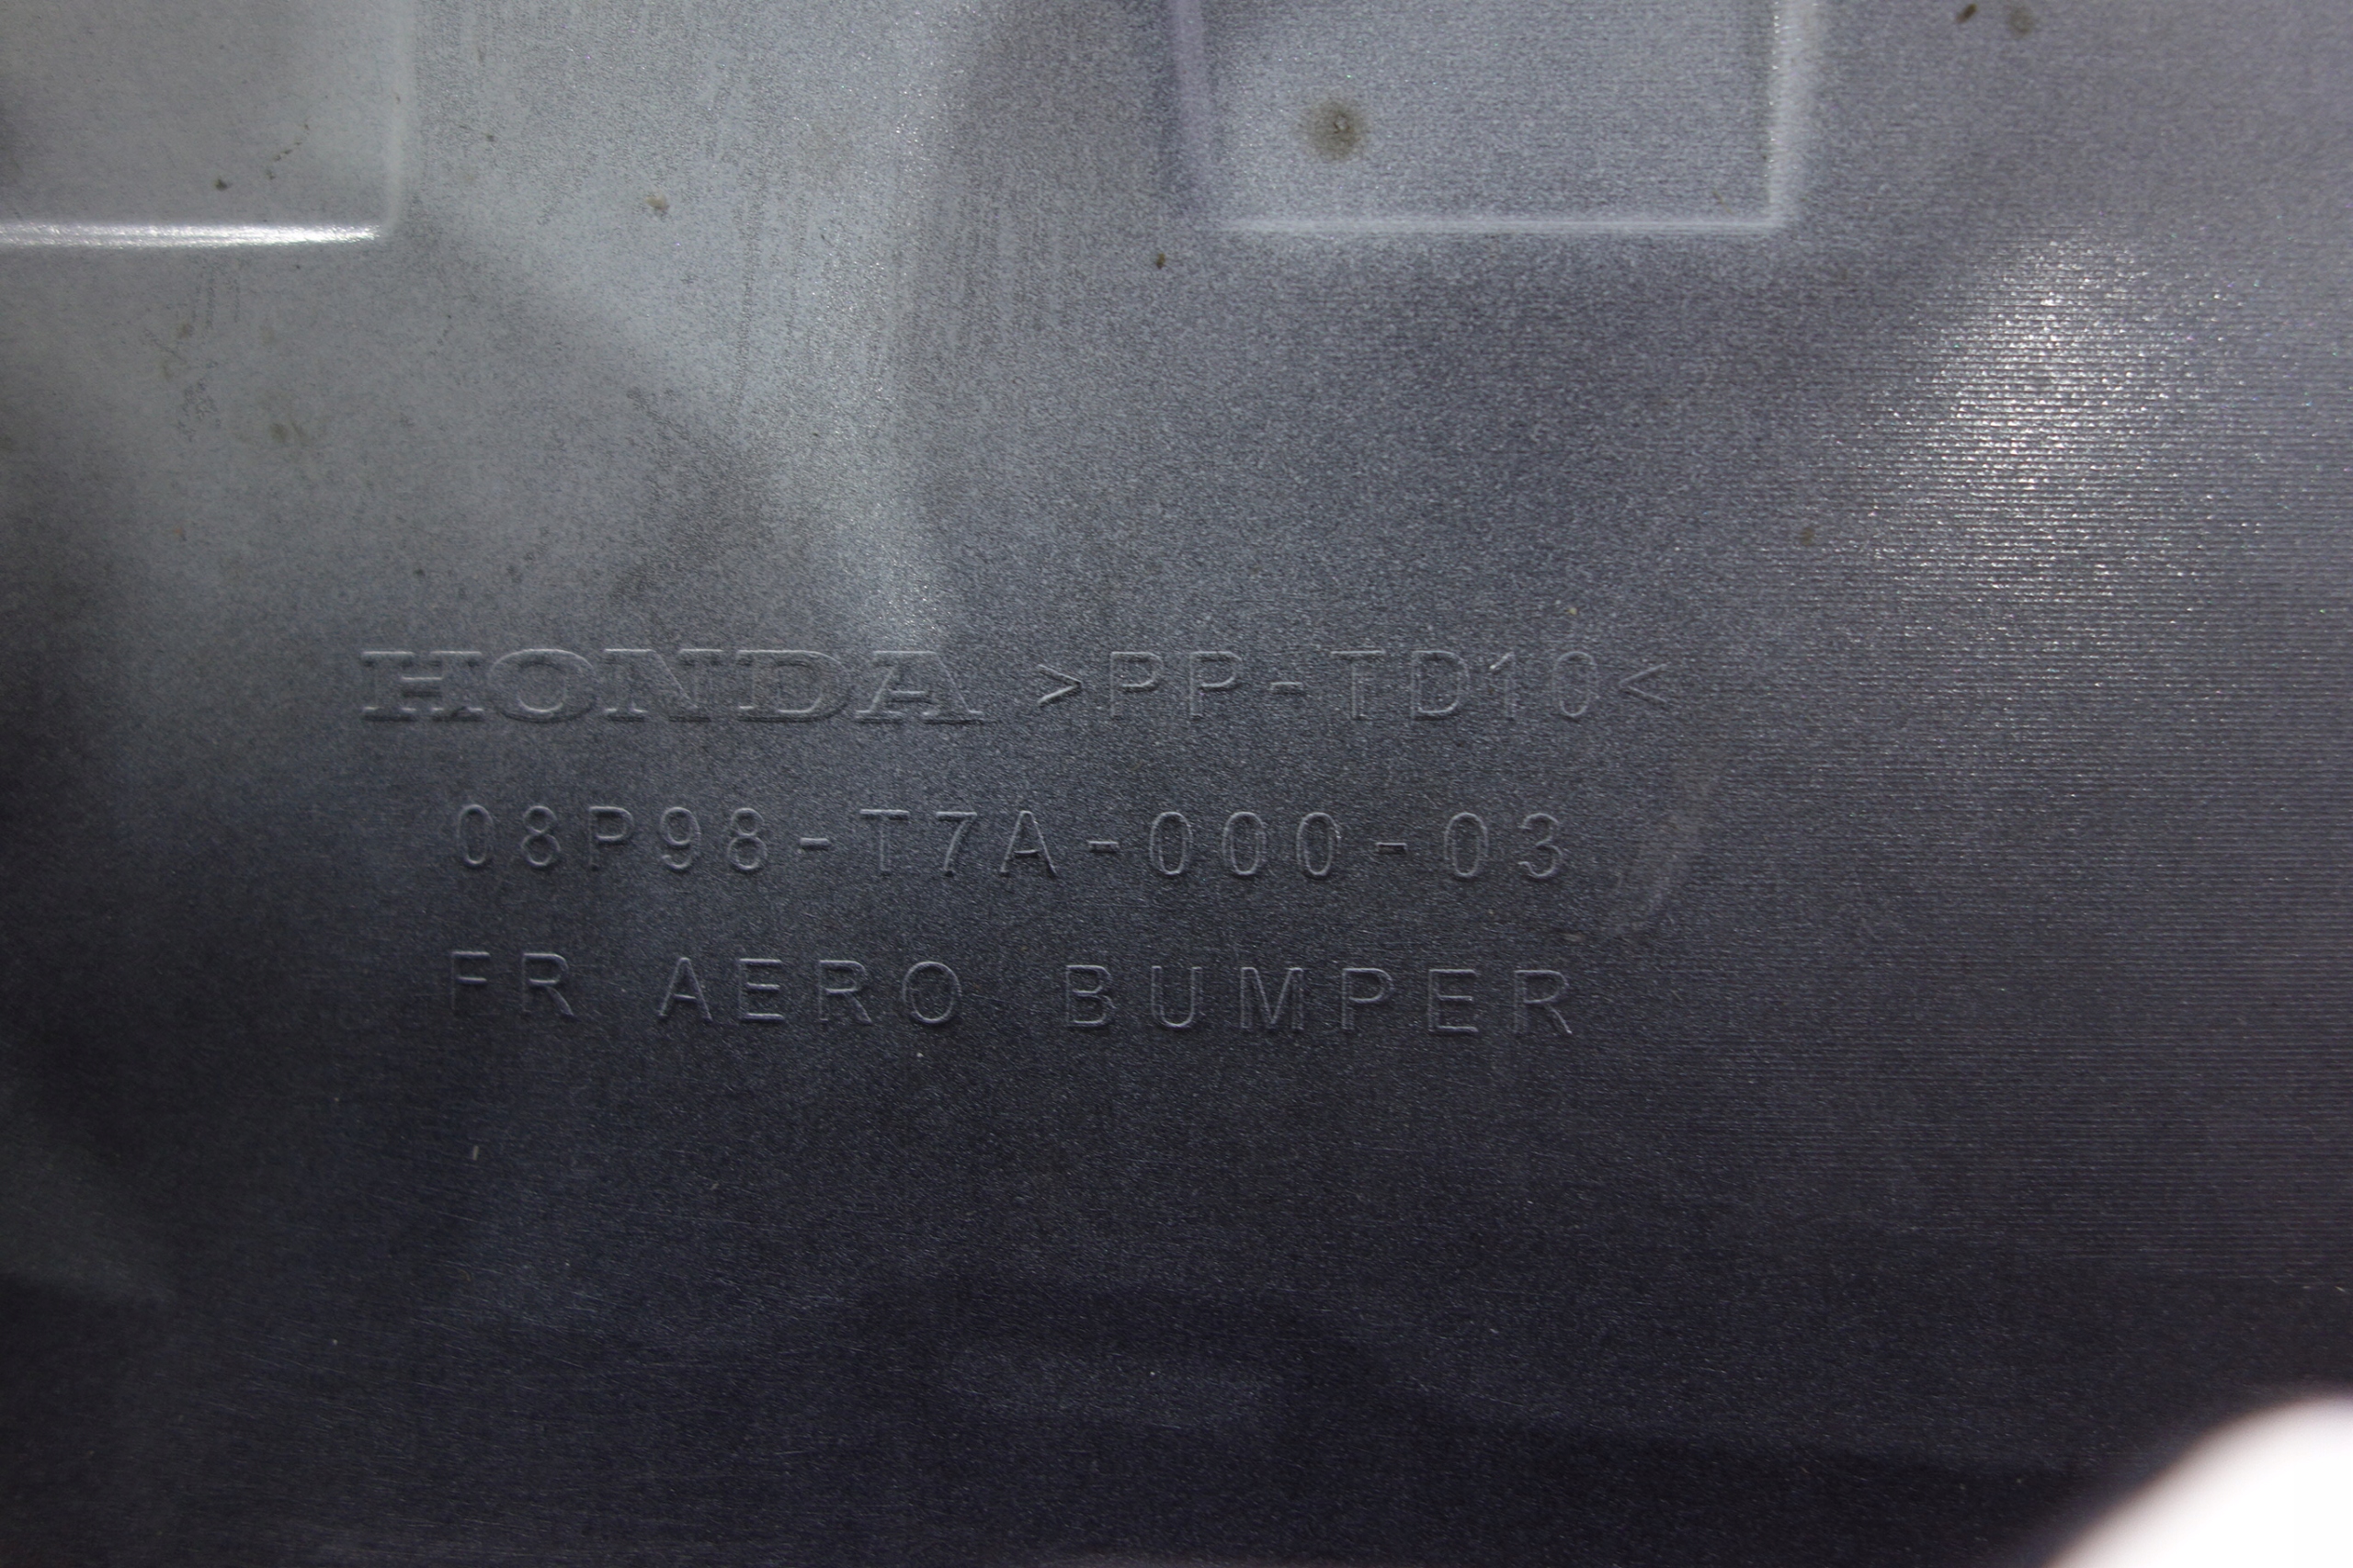 HONDA >PP-TD10<
08P98-T7A-000-03
FR AERO BUMPER